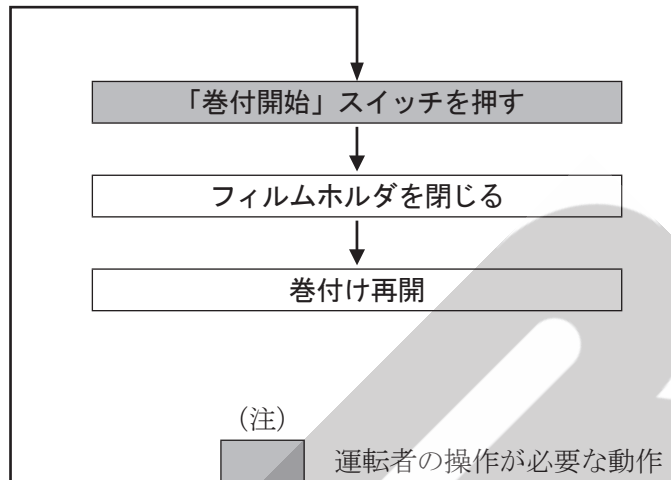 「巻付開始」スイッチを押す
フィルムホルダを閉じる
巻付け再開
（注）
運転者の操作が必要な動作